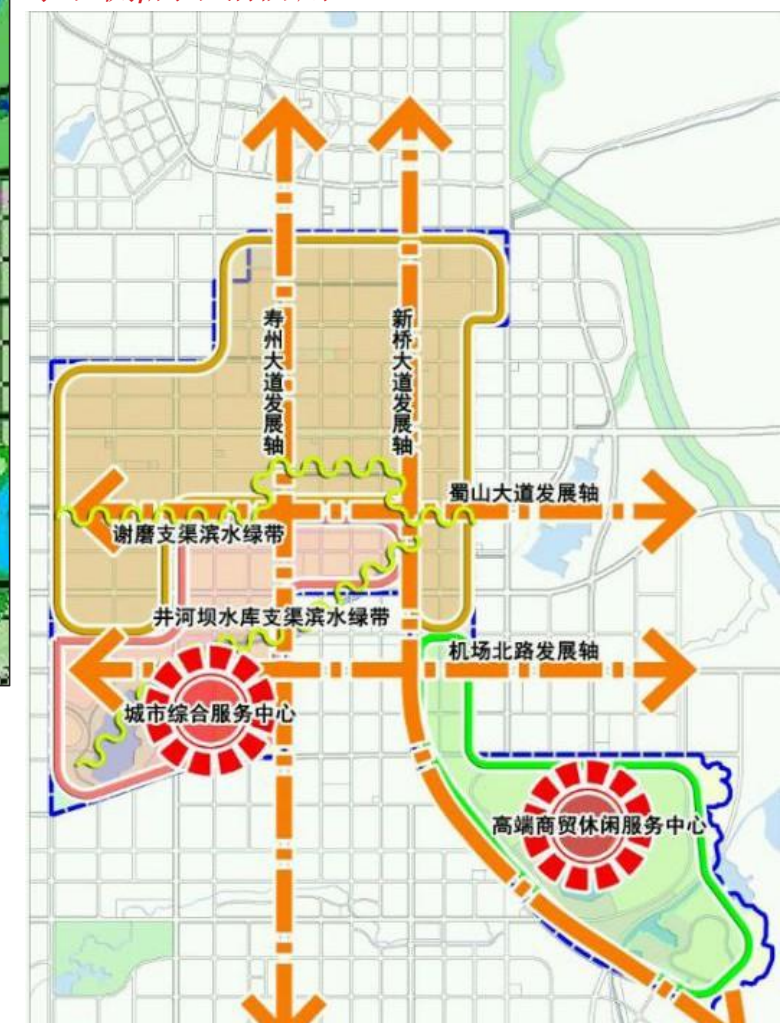 寿州大道发展轴
新桥大道发展轴
蜀山大道发展轴
谢磨支渠滨水绿带
井河坝水库支渠滨水绿带
机场北路发展轴
城市综合服务中心
高端商贸休闲服务中心